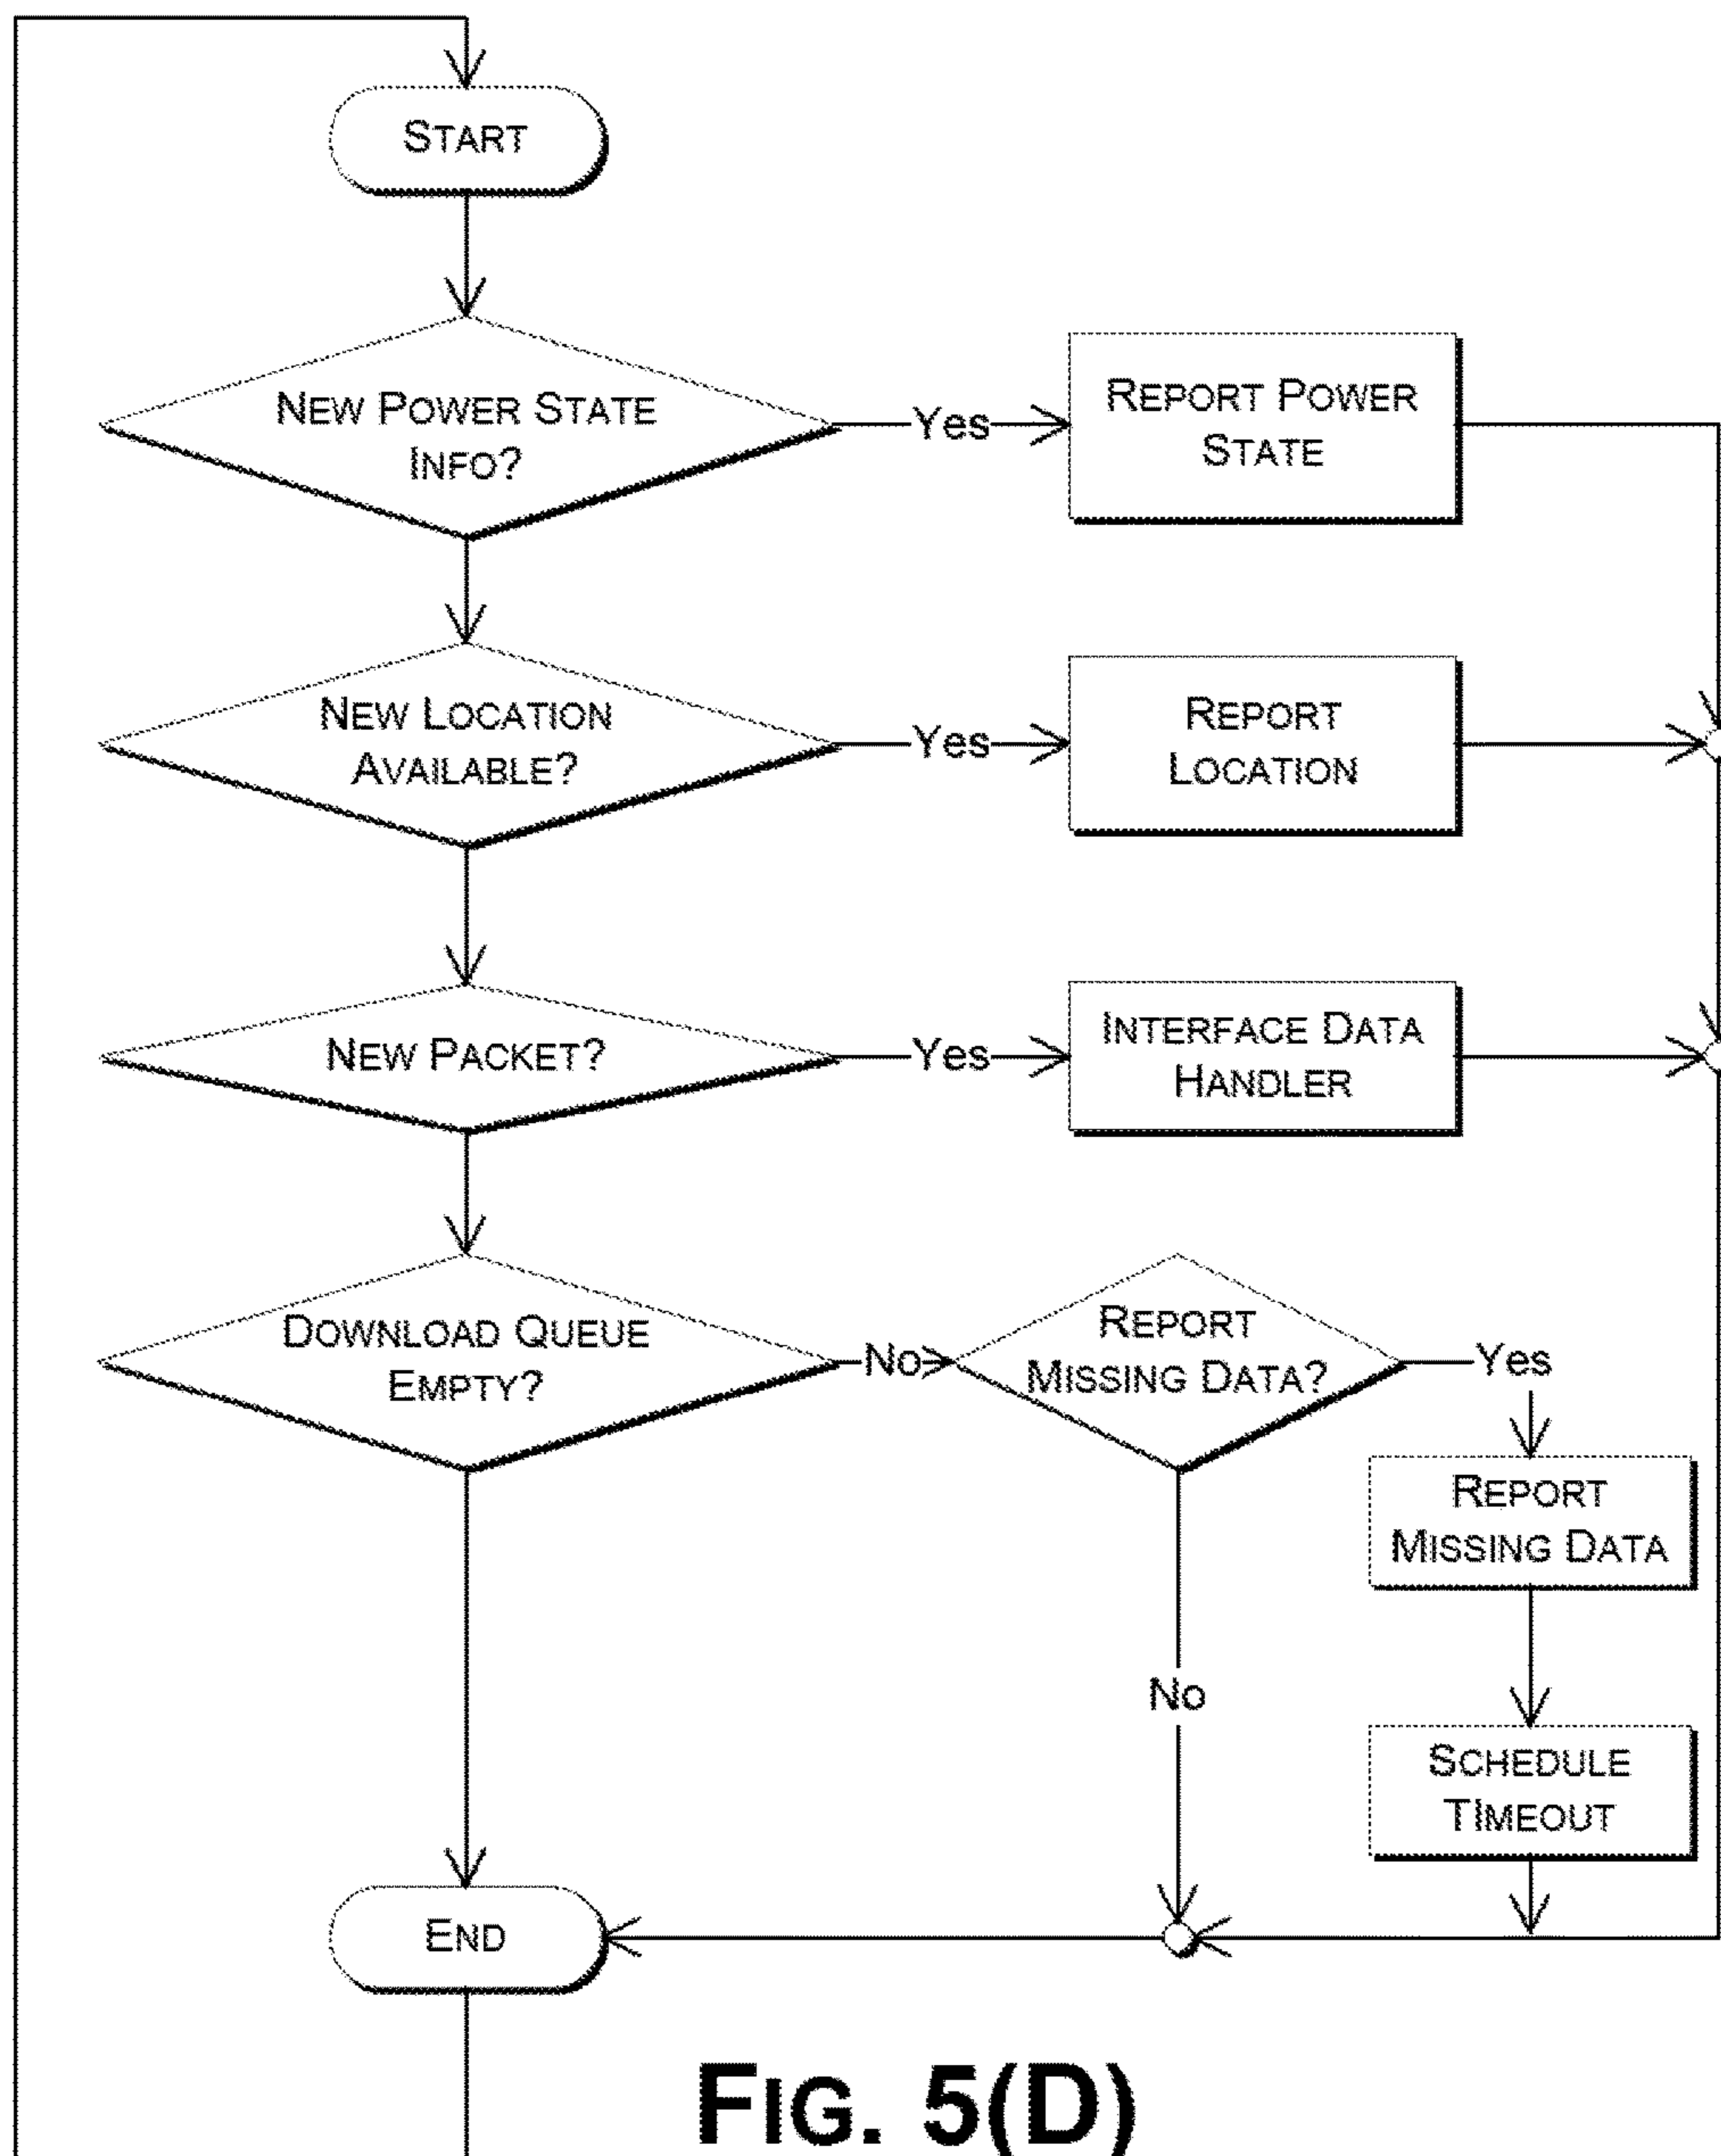 START
NEW POWER STATE
INFO?
Yes
REPORT POWER
STATE
NEW LOCATION
AVAILABLE?
Yes
REPORT
LOCATION
NEW PACKET?
Yes
INTERFACE DATA
HANDLER
DOWNLOAD QUEUE
EMPTY?
No
REPORT
MISSING DATA?
Yes
REPORT
MISSING DATA
No
SCHEDULE
TIMEOUT
END
FIG. 5(D)